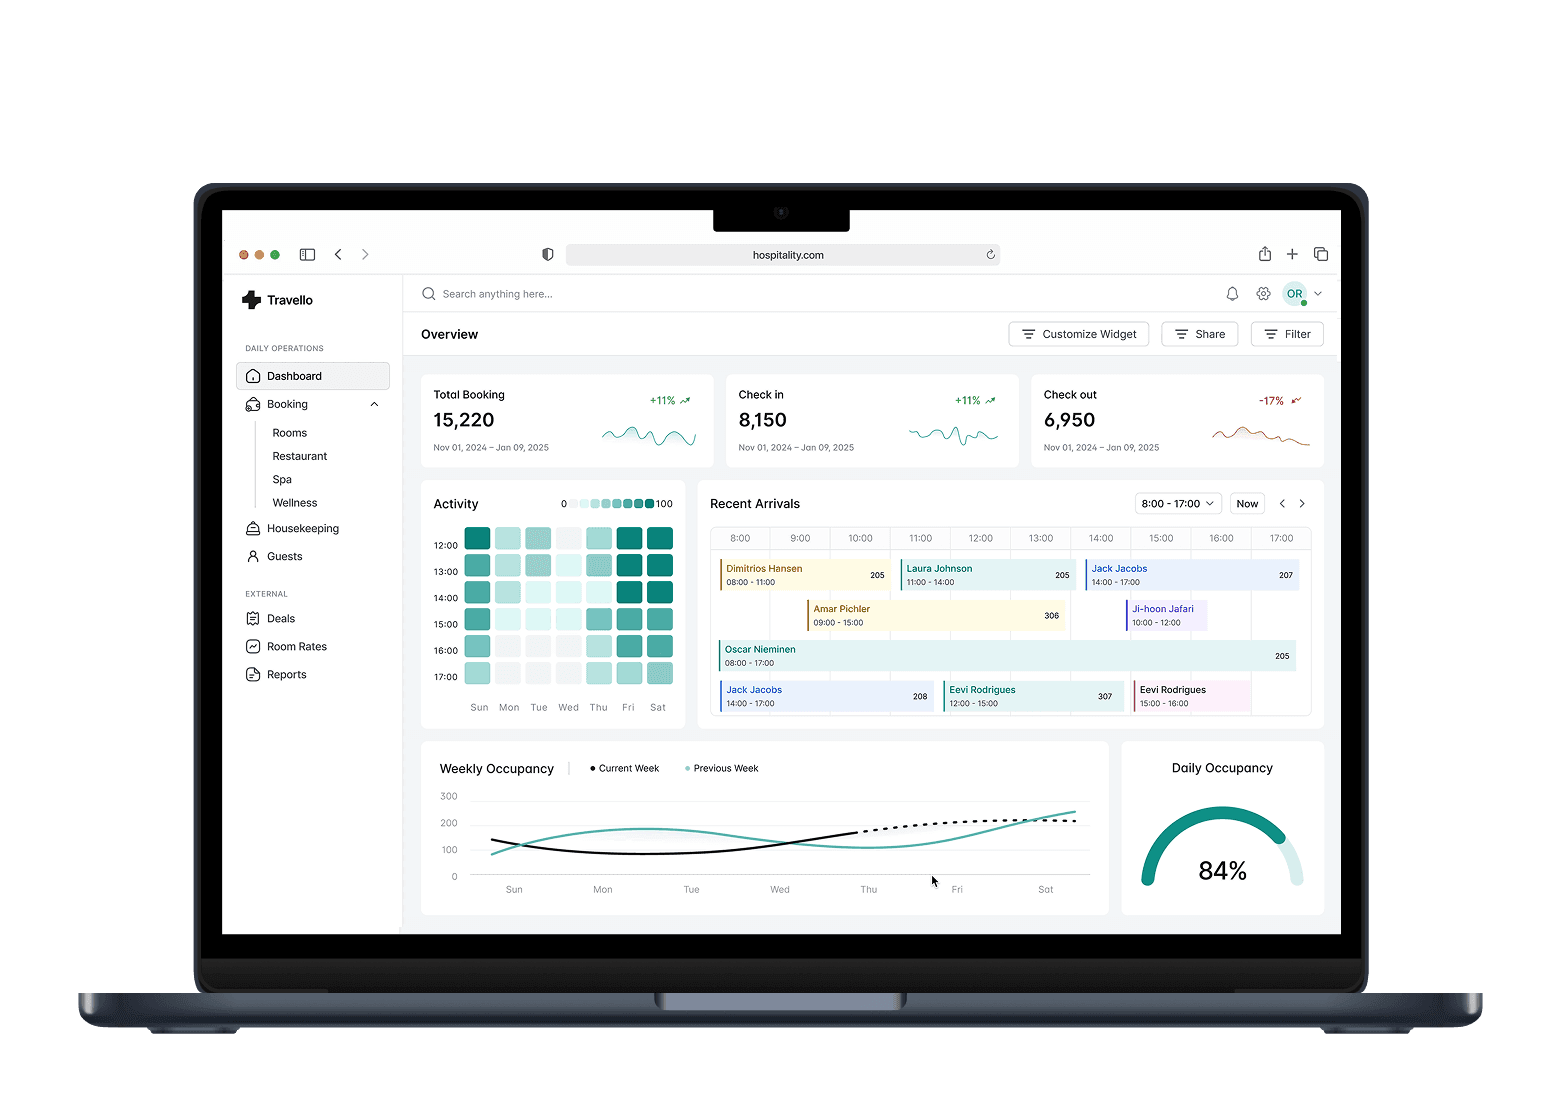 hospitality.com
Travello
Search anything here...
OR
Overview
Customize Widget
Share
Filter
DAILY OPERATIONS
Dashboard
Booking
Rooms
Restaurant
Spa
Wellness
Housekeeping
Guests
EXTERNAL
Deals
Room Rates
Reports
Total Booking
+11%
15,220
Nov 01, 2024 – Jan 09, 2025
Check in
+11%
8,150
Nov 01, 2024 – Jan 09, 2025
Check out
-17%
6,950
Nov 01, 2024 – Jan 09, 2025
Activity
0 100
12:00
13:00
14:00
15:00
16:00
17:00
Sun Mon Tue Wed Thu Fri Sat
Recent Arrivals
8:00 - 17:00
Now
8:00 9:00 10:00 11:00 12:00 13:00 14:00 15:00 16:00 17:00
Dimitrios Hansen
08:00 - 11:00
205
Laura Johnson
11:00 - 14:00
205
Jack Jacobs
14:00 - 17:00
207
Amar Pichler
09:00 - 15:00
306
Ji-hoon Jafari
10:00 - 12:00
Oscar Nieminen
08:00 - 17:00
205
Jack Jacobs
14:00 - 17:00
208
Eevi Rodrigues
12:00 - 15:00
307
Eevi Rodrigues
15:00 - 16:00
Weekly Occupancy
Current Week
Previous Week
300
200
100
0
Sun Mon Tue Wed Thu Fri Sat
Daily Occupancy
84%